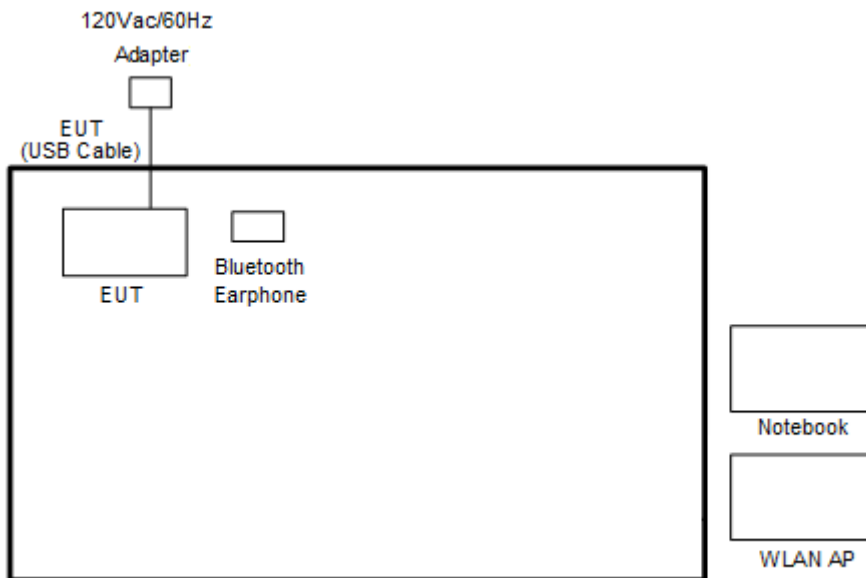 120Vac/60Hz
Adapter
EUT
(USB Cable)
EUT
Bluetooth
Earphone
Notebook
WLAN AP